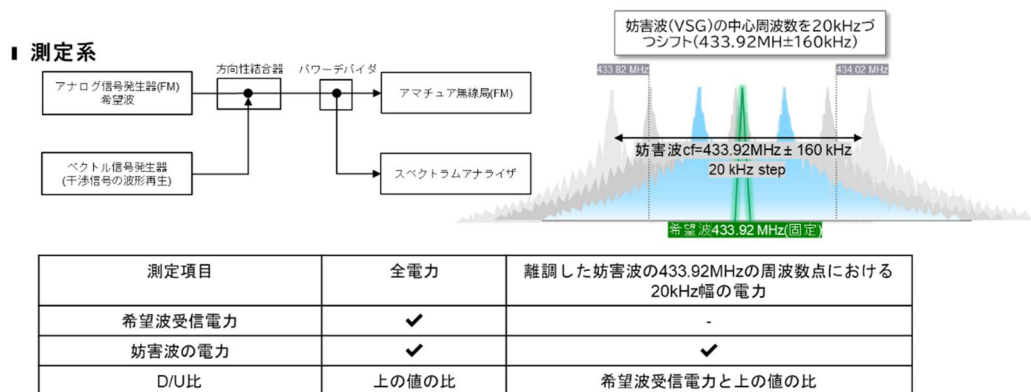 測定系
アナログ信号発生器(FM)
希望波
方向性結合器
パワーデバイダ
アマチュア無線局(FM)
ベクトル信号発生器
(干渉信号の波形再生)
スペクトラムアナライザ
妨害波(VSG)の中心周波数を20kHzづ
つシフト(433.92MH±160kHz)
433.82 MHz
434.02 MHz
妨害波cf=433.92MHz ± 160 kHz
20 kHz step
希望波433.92 MHz(固定)
測定項目 全電力 離調した妨害波の433.92MHzの周波数点における
20kHz幅の電力
希望波受信電力 ✔ -
妨害波の電力 ✔ ✔
D/U比 上の値の比 希望波受信電力と上の値の比